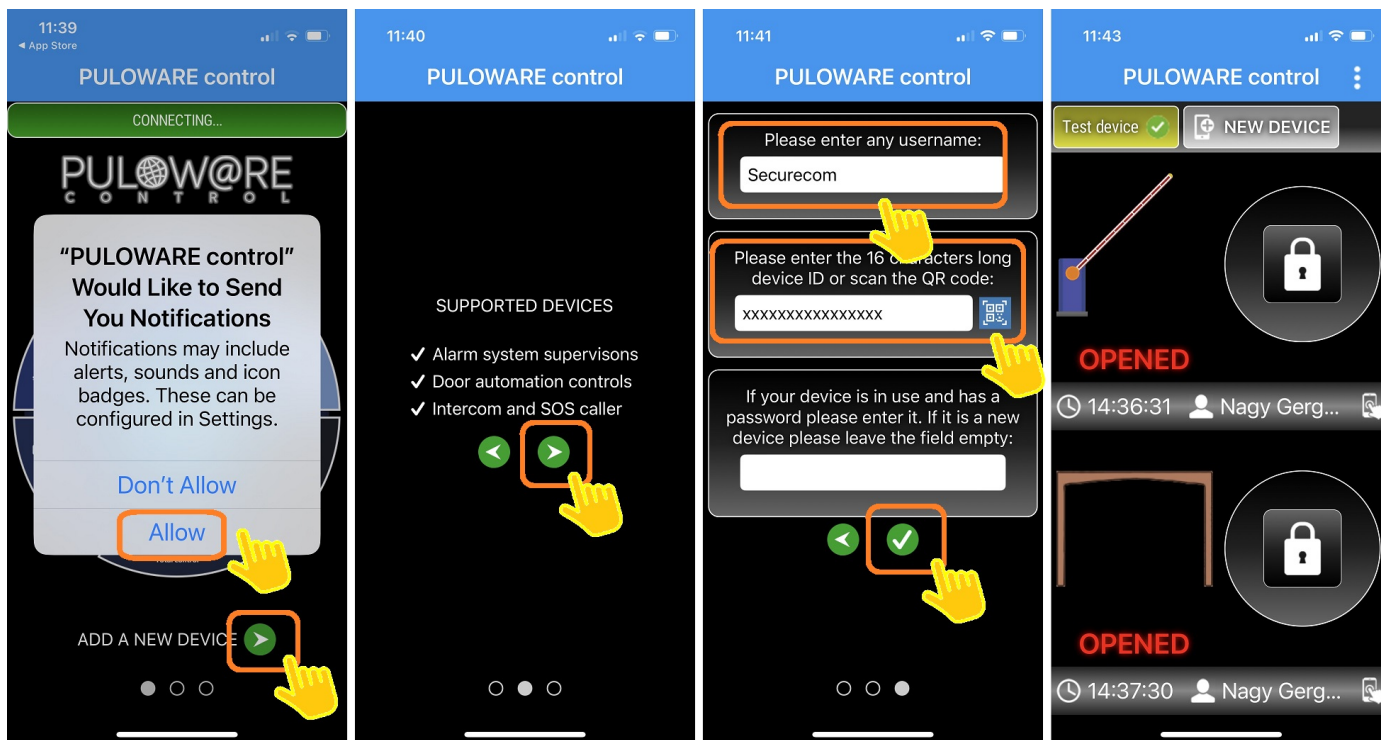 11:39
◀ App Store
PULOWARE control
CONNECTING...
PULOW@RE
CONTROL
“PULOWARE control”
Would Like to Send
You Notifications
Notifications may include
alerts, sounds and icon
badges. These can be
configured in Settings.
Don’t Allow
Allow
ADD A NEW DEVICE
11:40
PULOWARE control
SUPPORTED DEVICES
✓ Alarm system supervisons
✓ Door automation controls
✓ Intercom and SOS caller
11:41
PULOWARE control
Please enter any username:
Securecom
Please enter the 16 characters long
device ID or scan the QR code:
xxxxxxxxxxxxxxxx
If your device is in use and has a
password please enter it. If it is a new
device please leave the field empty:
11:43
PULOWARE control
Test device
NEW DEVICE
OPENED
14:36:31 Nagy Gerg...
OPENED
14:37:30 Nagy Gerg...